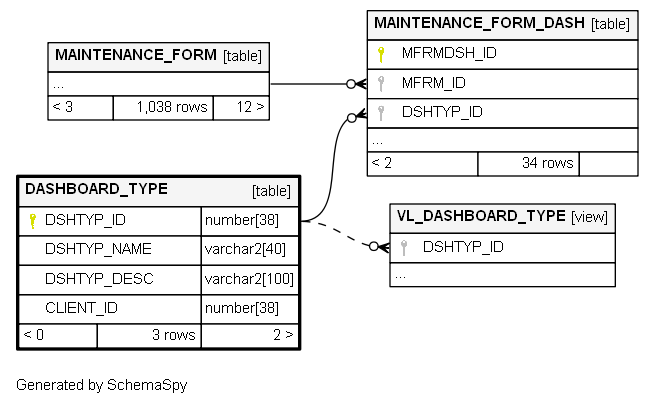 MAINTENANCE_FORM [table]
...
< 3 1,038 rows 12 >
MAINTENANCE_FORM_DASH [table]
MFRMDSH_ID
MFRM_ID
DSHTYP_ID
...
< 2 34 rows
DASHBOARD_TYPE [table]
DSHTYP_ID number[38]
DSHTYP_NAME varchar2[40]
DSHTYP_DESC varchar2[100]
CLIENT_ID number[38]
< 0 3 rows 2 >
VL_DASHBOARD_TYPE [view]
DSHTYP_ID
...
Generated by SchemaSpy